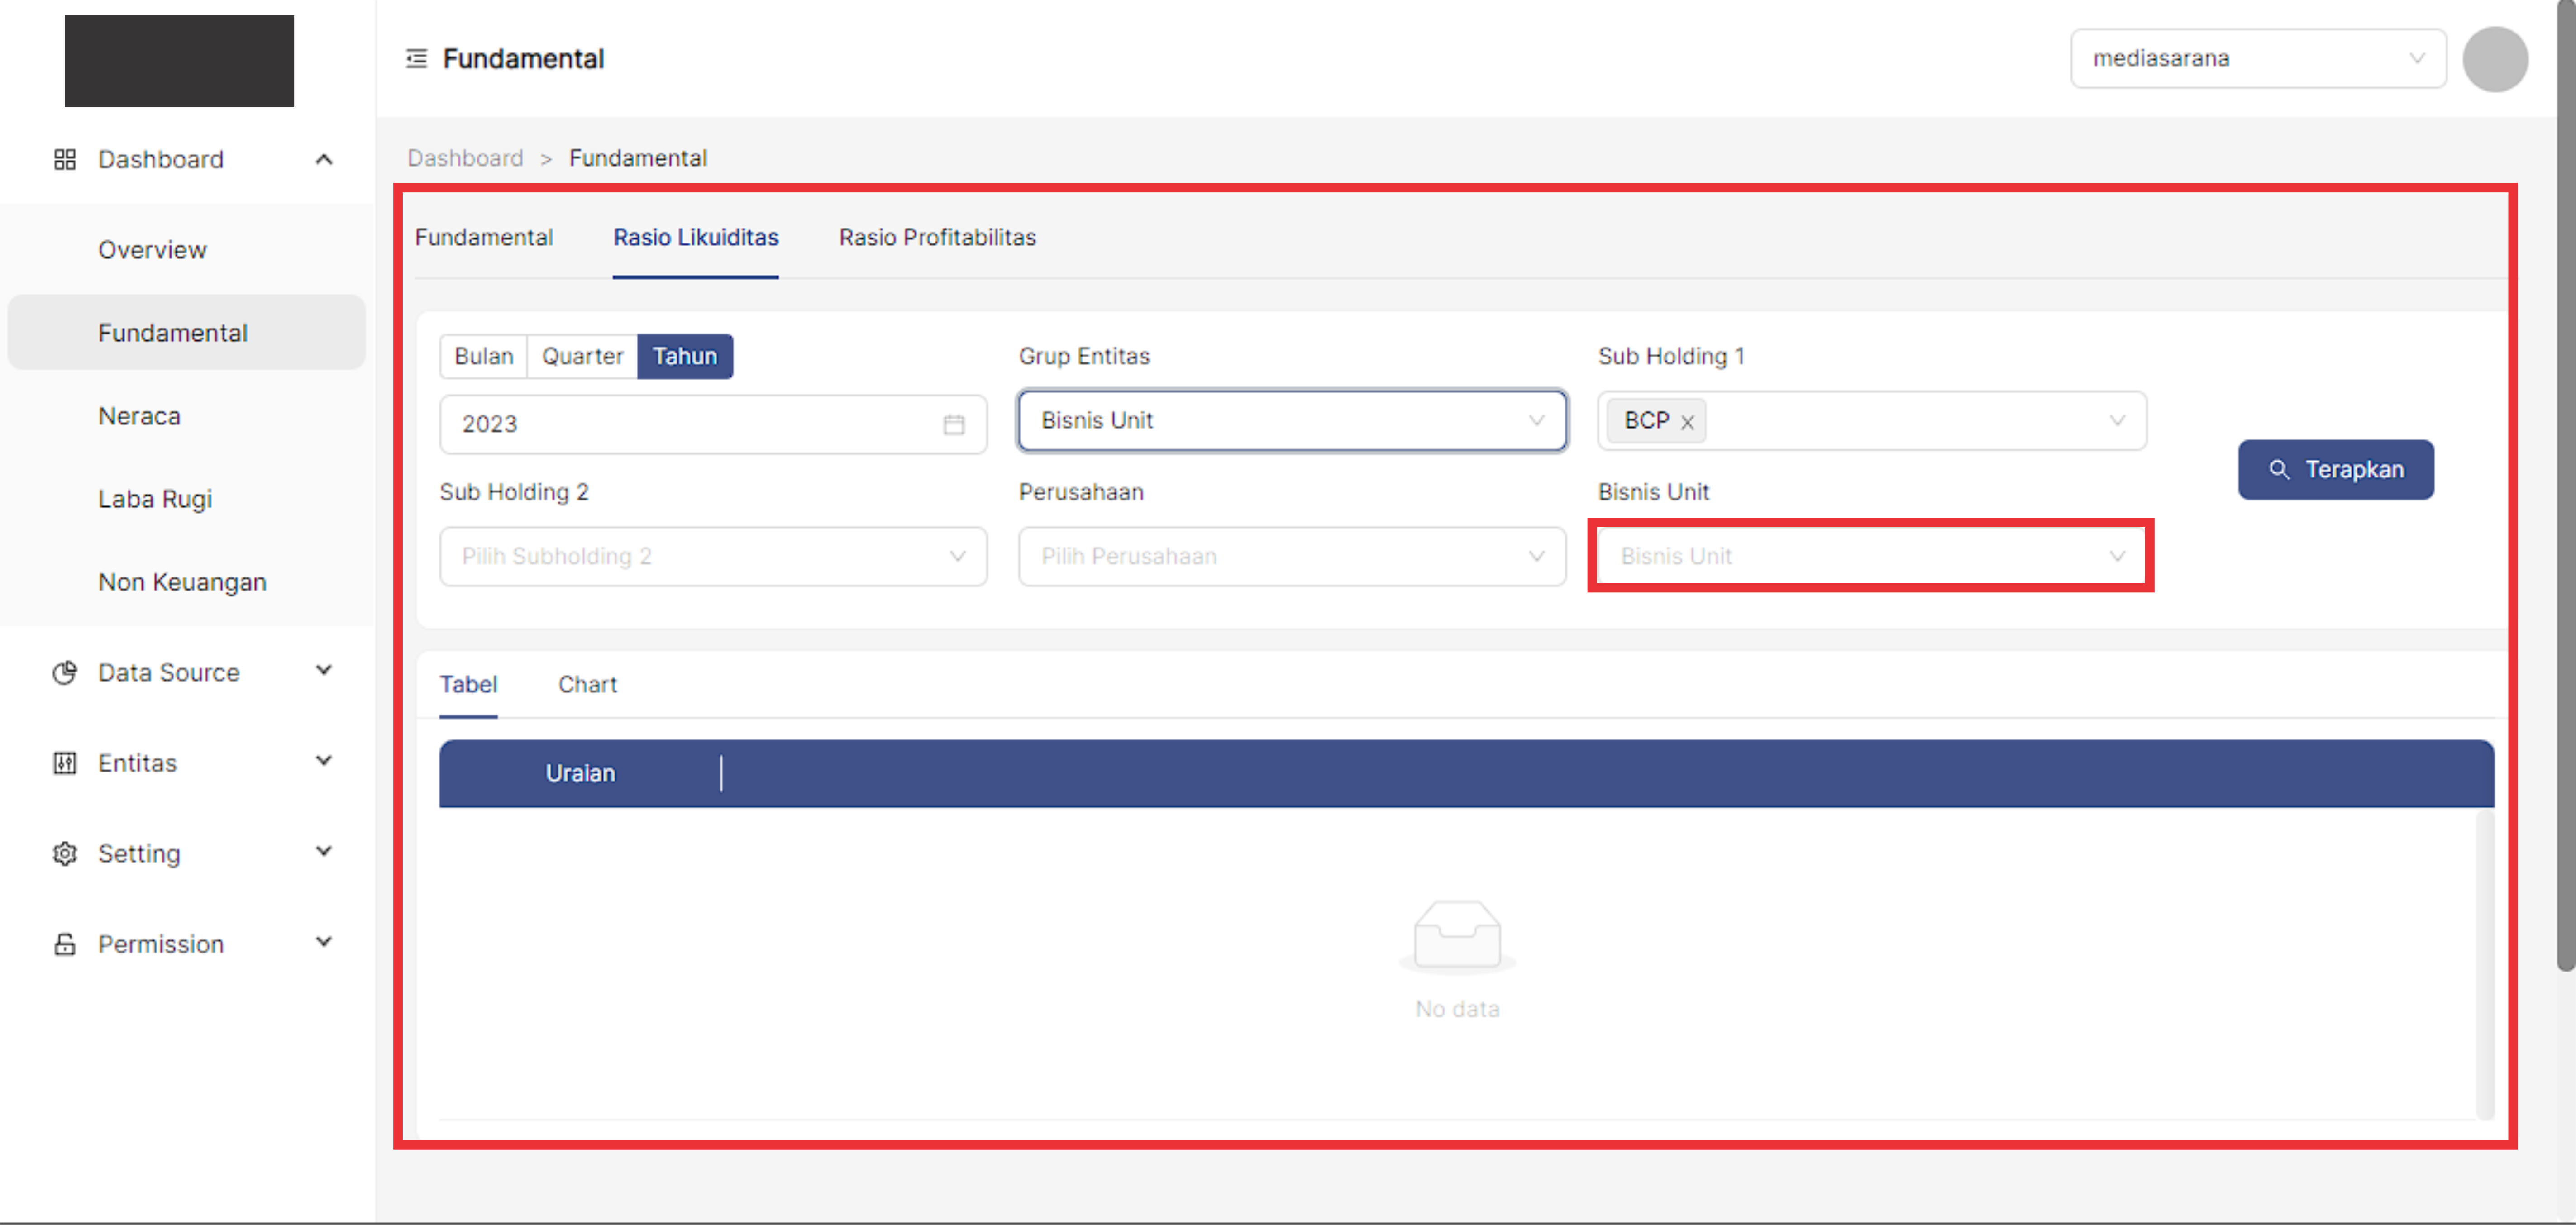 Fundamental
mediasarana
Dashboard
Dashboard > Fundamental
Overview
Fundamental
Neraca
Laba Rugi
Non Keuangan
Data Source
Entitas
Setting
Permission
Fundamental Rasio Likuiditas Rasio Profitabilitas
Bulan Quarter Tahun
Grup Entitas
Sub Holding 1
2023
Bisnis Unit
BCP
Terapkan
Sub Holding 2
Perusahaan
Bisnis Unit
Pilih Subholding 2
Pilih Perusahaan
Bisnis Unit
Tabel Chart
Uraian
No data